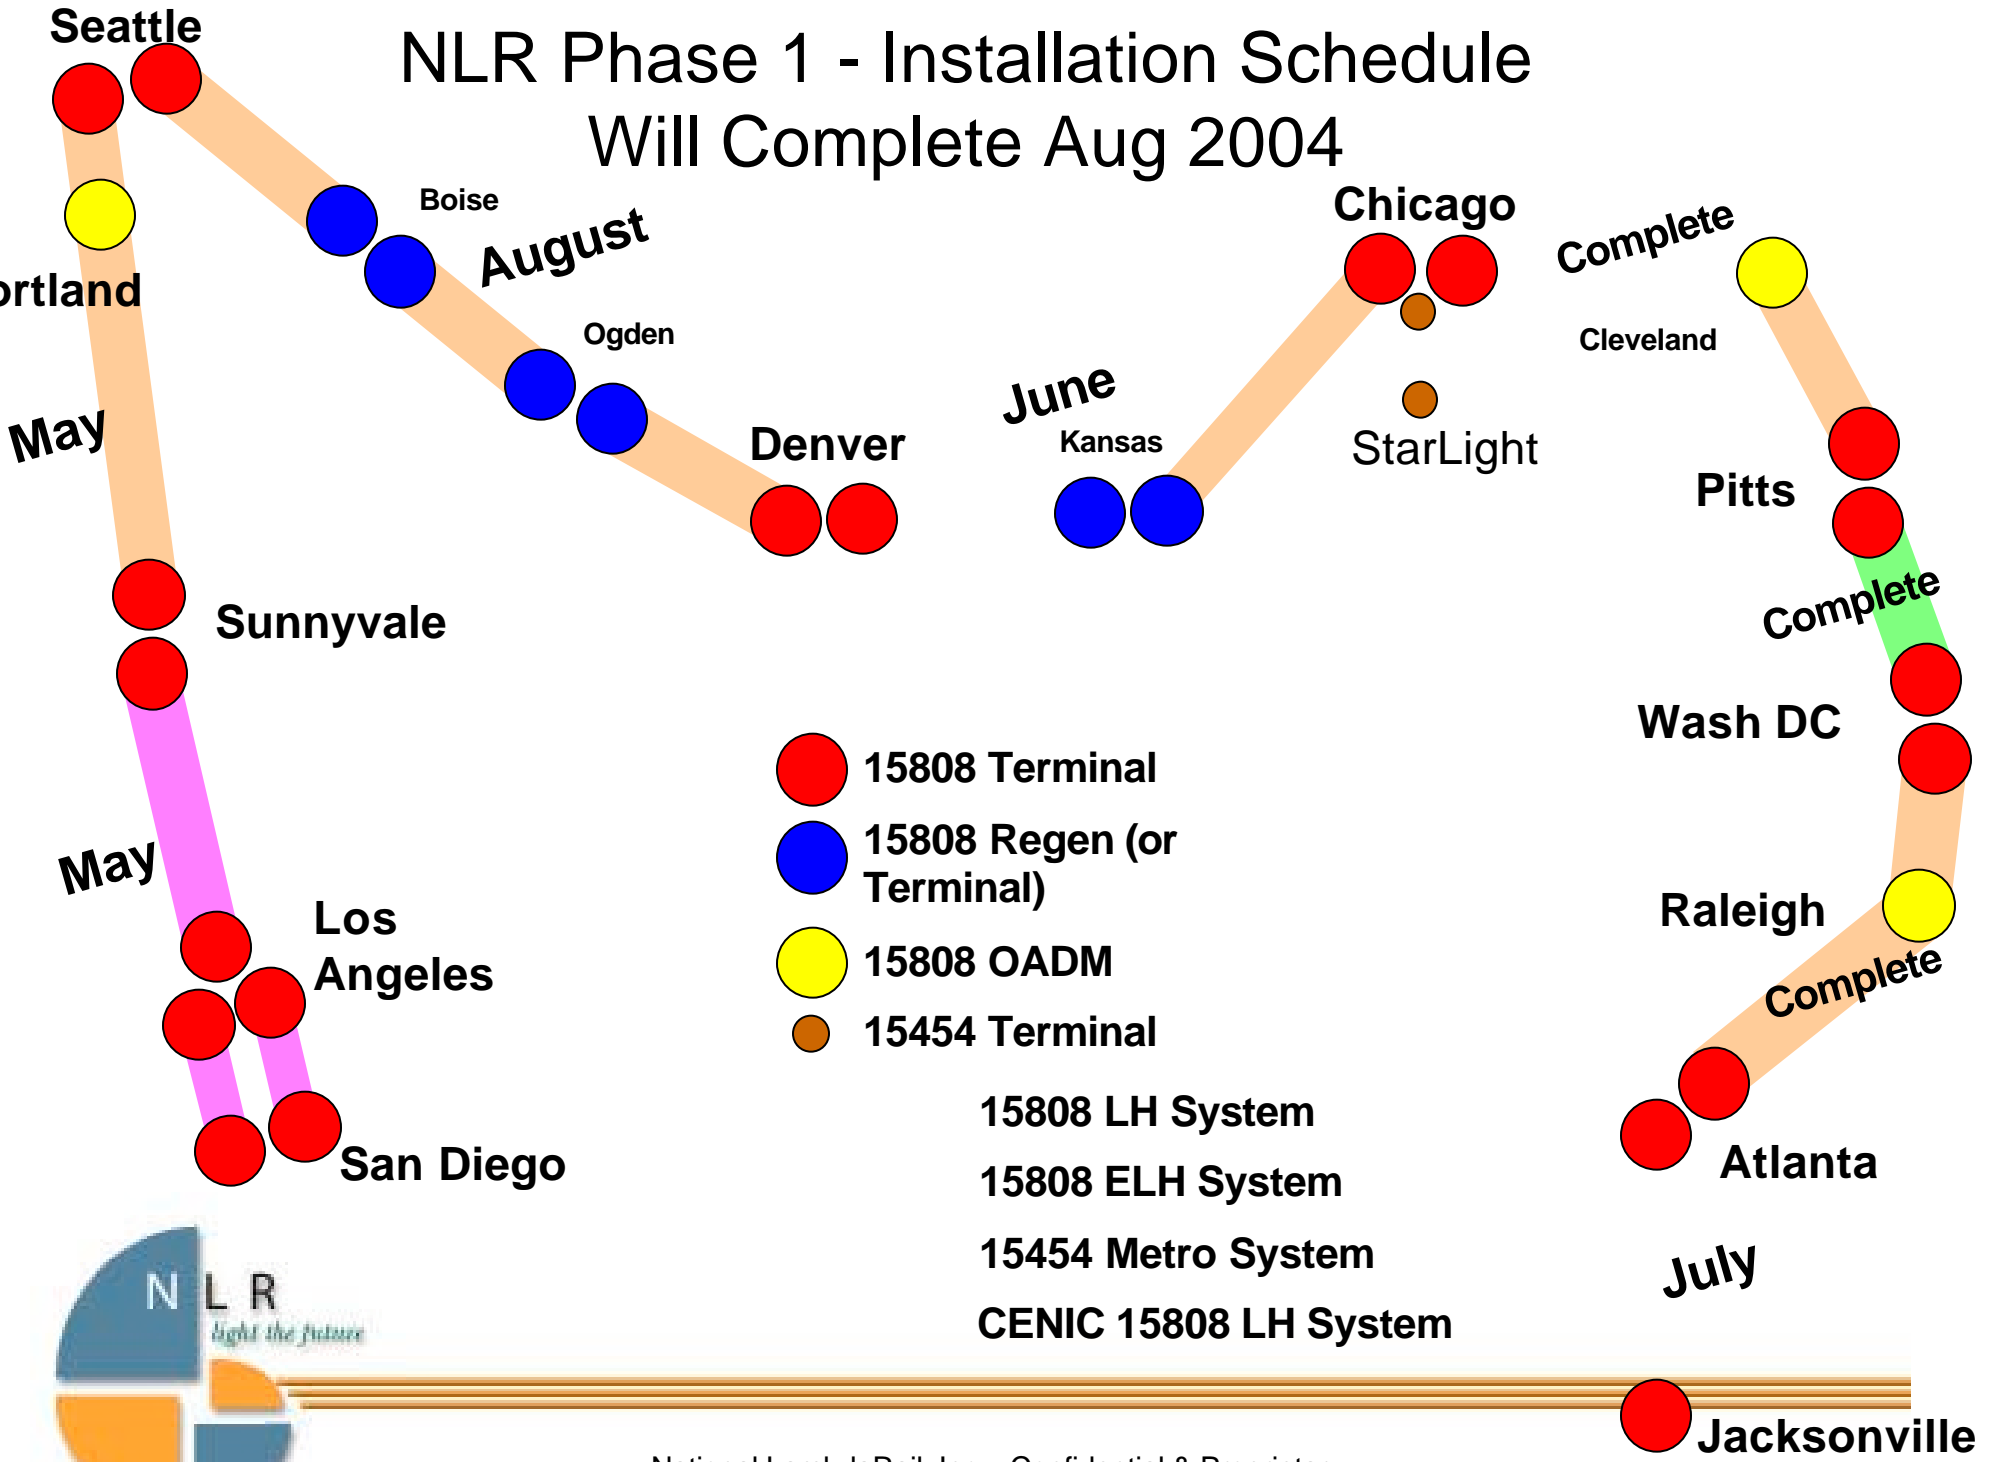 NLR Phase 1 - Installation Schedule
Will Complete Aug 2004
Seattle
Boise
August
Chicago
Complete
ortland
Ogden
Cleveland
June
May
Denver
Kansas
StarLight
Pitts
Complete
Sunnyvale
Wash DC
15808 Terminal
15808 Regen (or
Terminal)
May
Los
Angeles
Raleigh
15808 OADM
Complete
15454 Terminal
15808 LH System
San Diego
Atlanta
15808 ELH System
15454 Metro System
July
N L R
light the future
CENIC 15808 LH System
Jacksonville